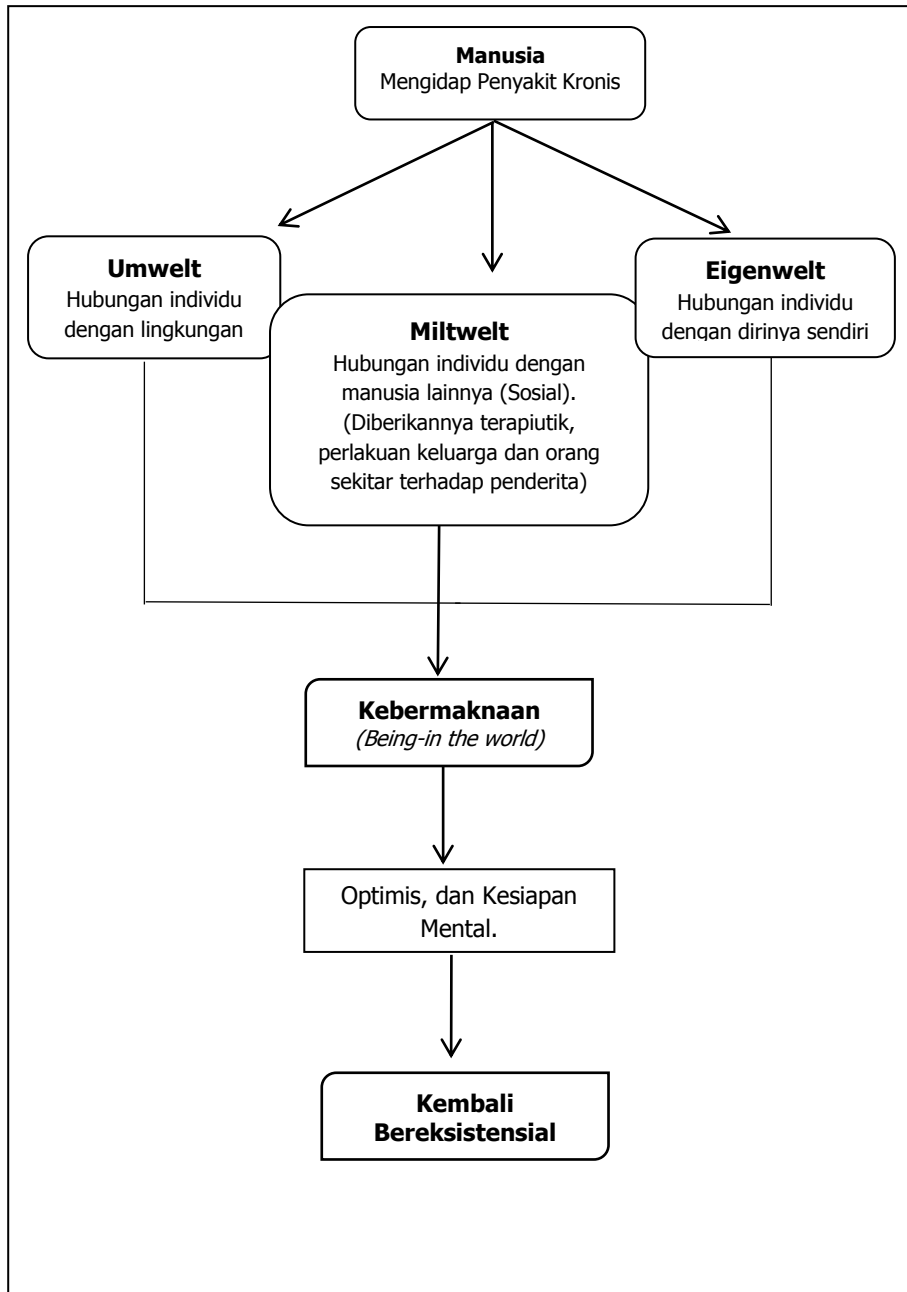 Manusia
Mengidap Penyakit Kronis
Umwelt
Hubungan individu
dengan lingkungan
Miltwelt
Hubungan individu dengan
manusia lainnya (Sosial).
(Diberikannya terapiutik,
perlakuan keluarga dan orang
sekitar terhadap penderita)
Eigenwelt
Hubungan individu
dengan dirinya sendiri
Kebermaknaan
(Being-in the world)
Optimis, dan Kesiapan
Mental.
Kembali
Bereksistensial